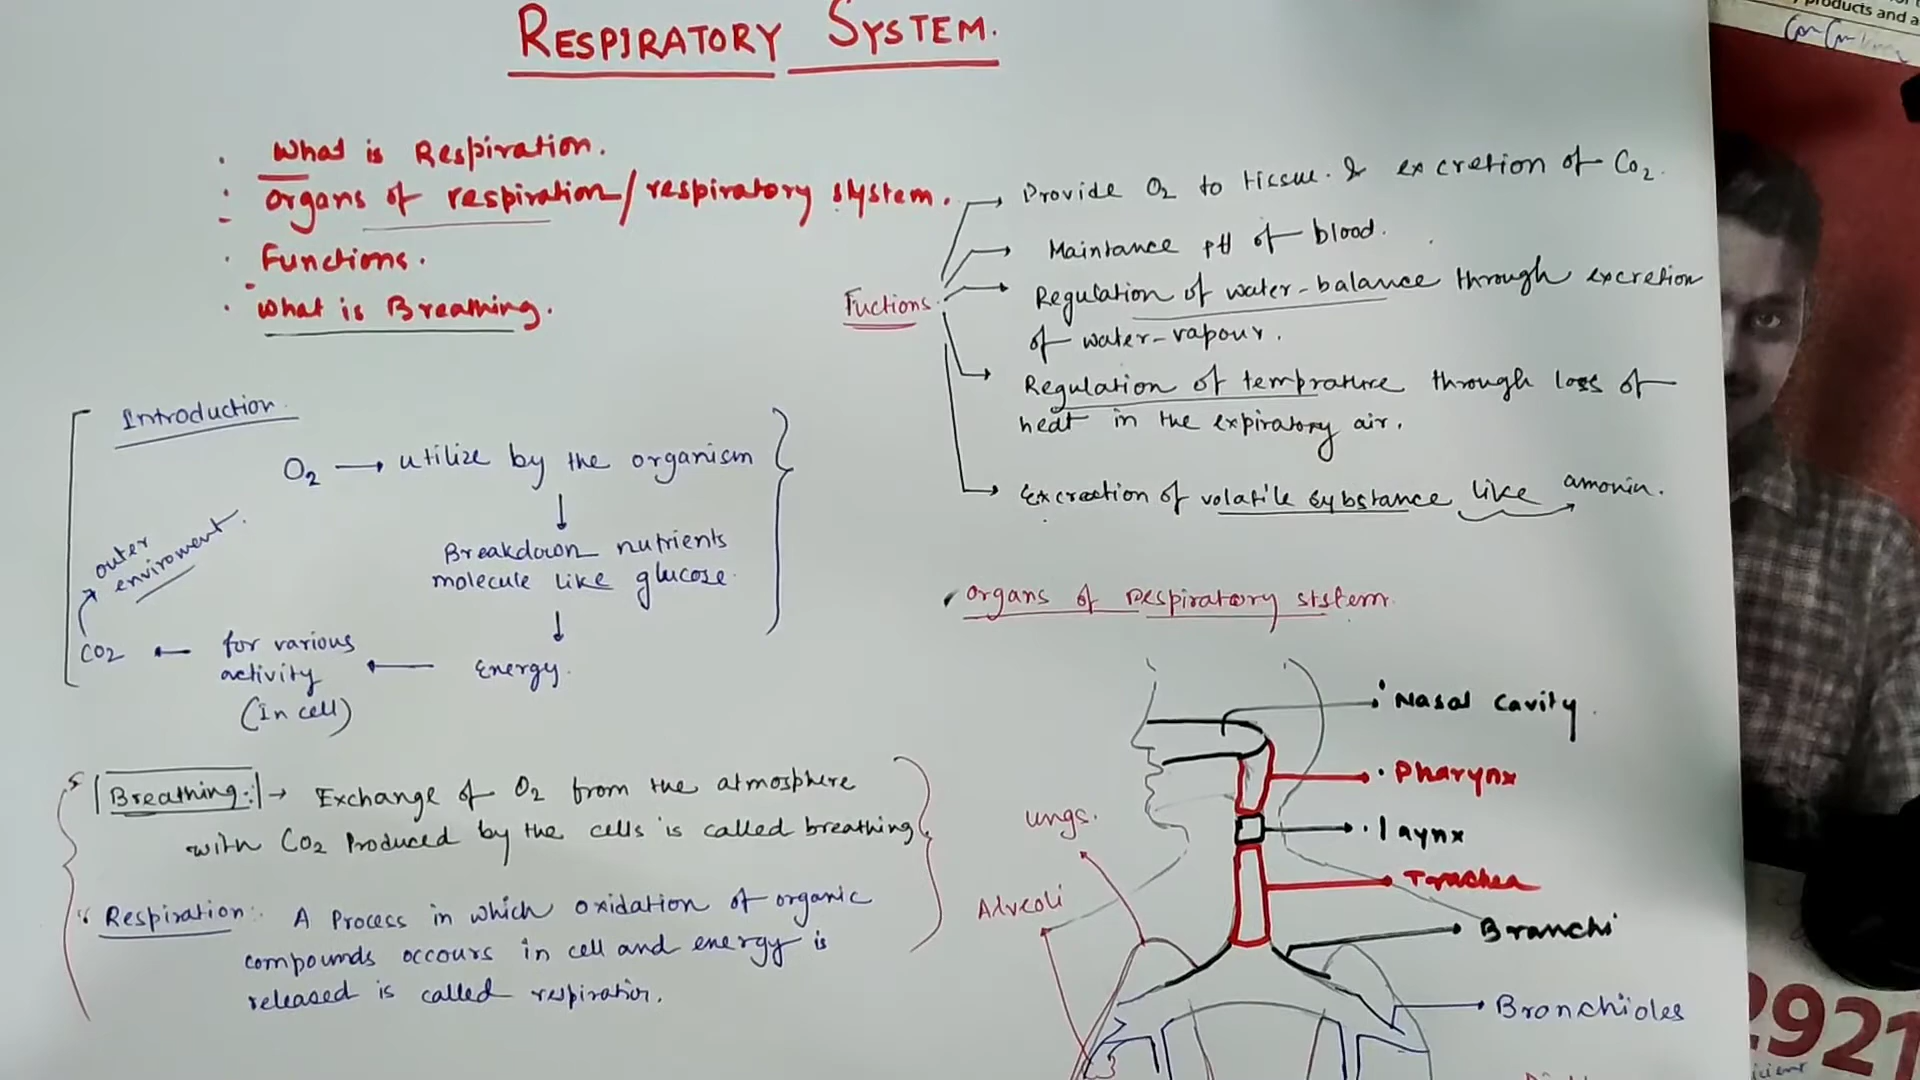 RESPIRATORY SYSTEM.
· What is Respiration.
· organs of respiration/respiratory system.
· Functions.
· What is Breathing.
Fuctions
Provide O2 to tissue. & excretion of CO2.
Maintance pH of blood.
Regulation of water-balance through excretion
of water-vapour.
Regulation of temprature through loss of
heat in the expiratory air.
Excraction of volatile sybstance like amonia.
Introduction
O2 → utilize by the organism
↓
Breakdown nutrients
molecule like glucose
↓
Energy.
← for various
activity
(In cell)
← CO2
outer
enviroment.
Breathing: → Exchange of O2 from the atmosphere
with CO2 Produced by the cells is called breathing
Respiration: A Process in which oxidation of organic
compounds occours in cell and energy is
released is called respiration.
organs of respiratory ststem.
Nasal cavity
· Pharynx
· laynx
Trachea
Branchi
Bronchioles
ungs.
Alveoli
products and a
2921